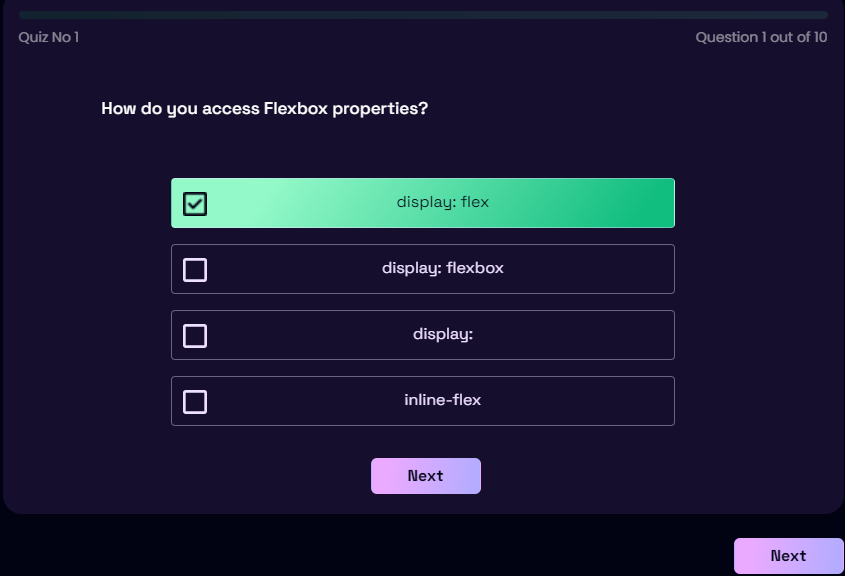 Quiz No 1
Question 1 out of 10
How do you access Flexbox properties?
display: flex
display: flexbox
display:
inline-flex
Next
Next